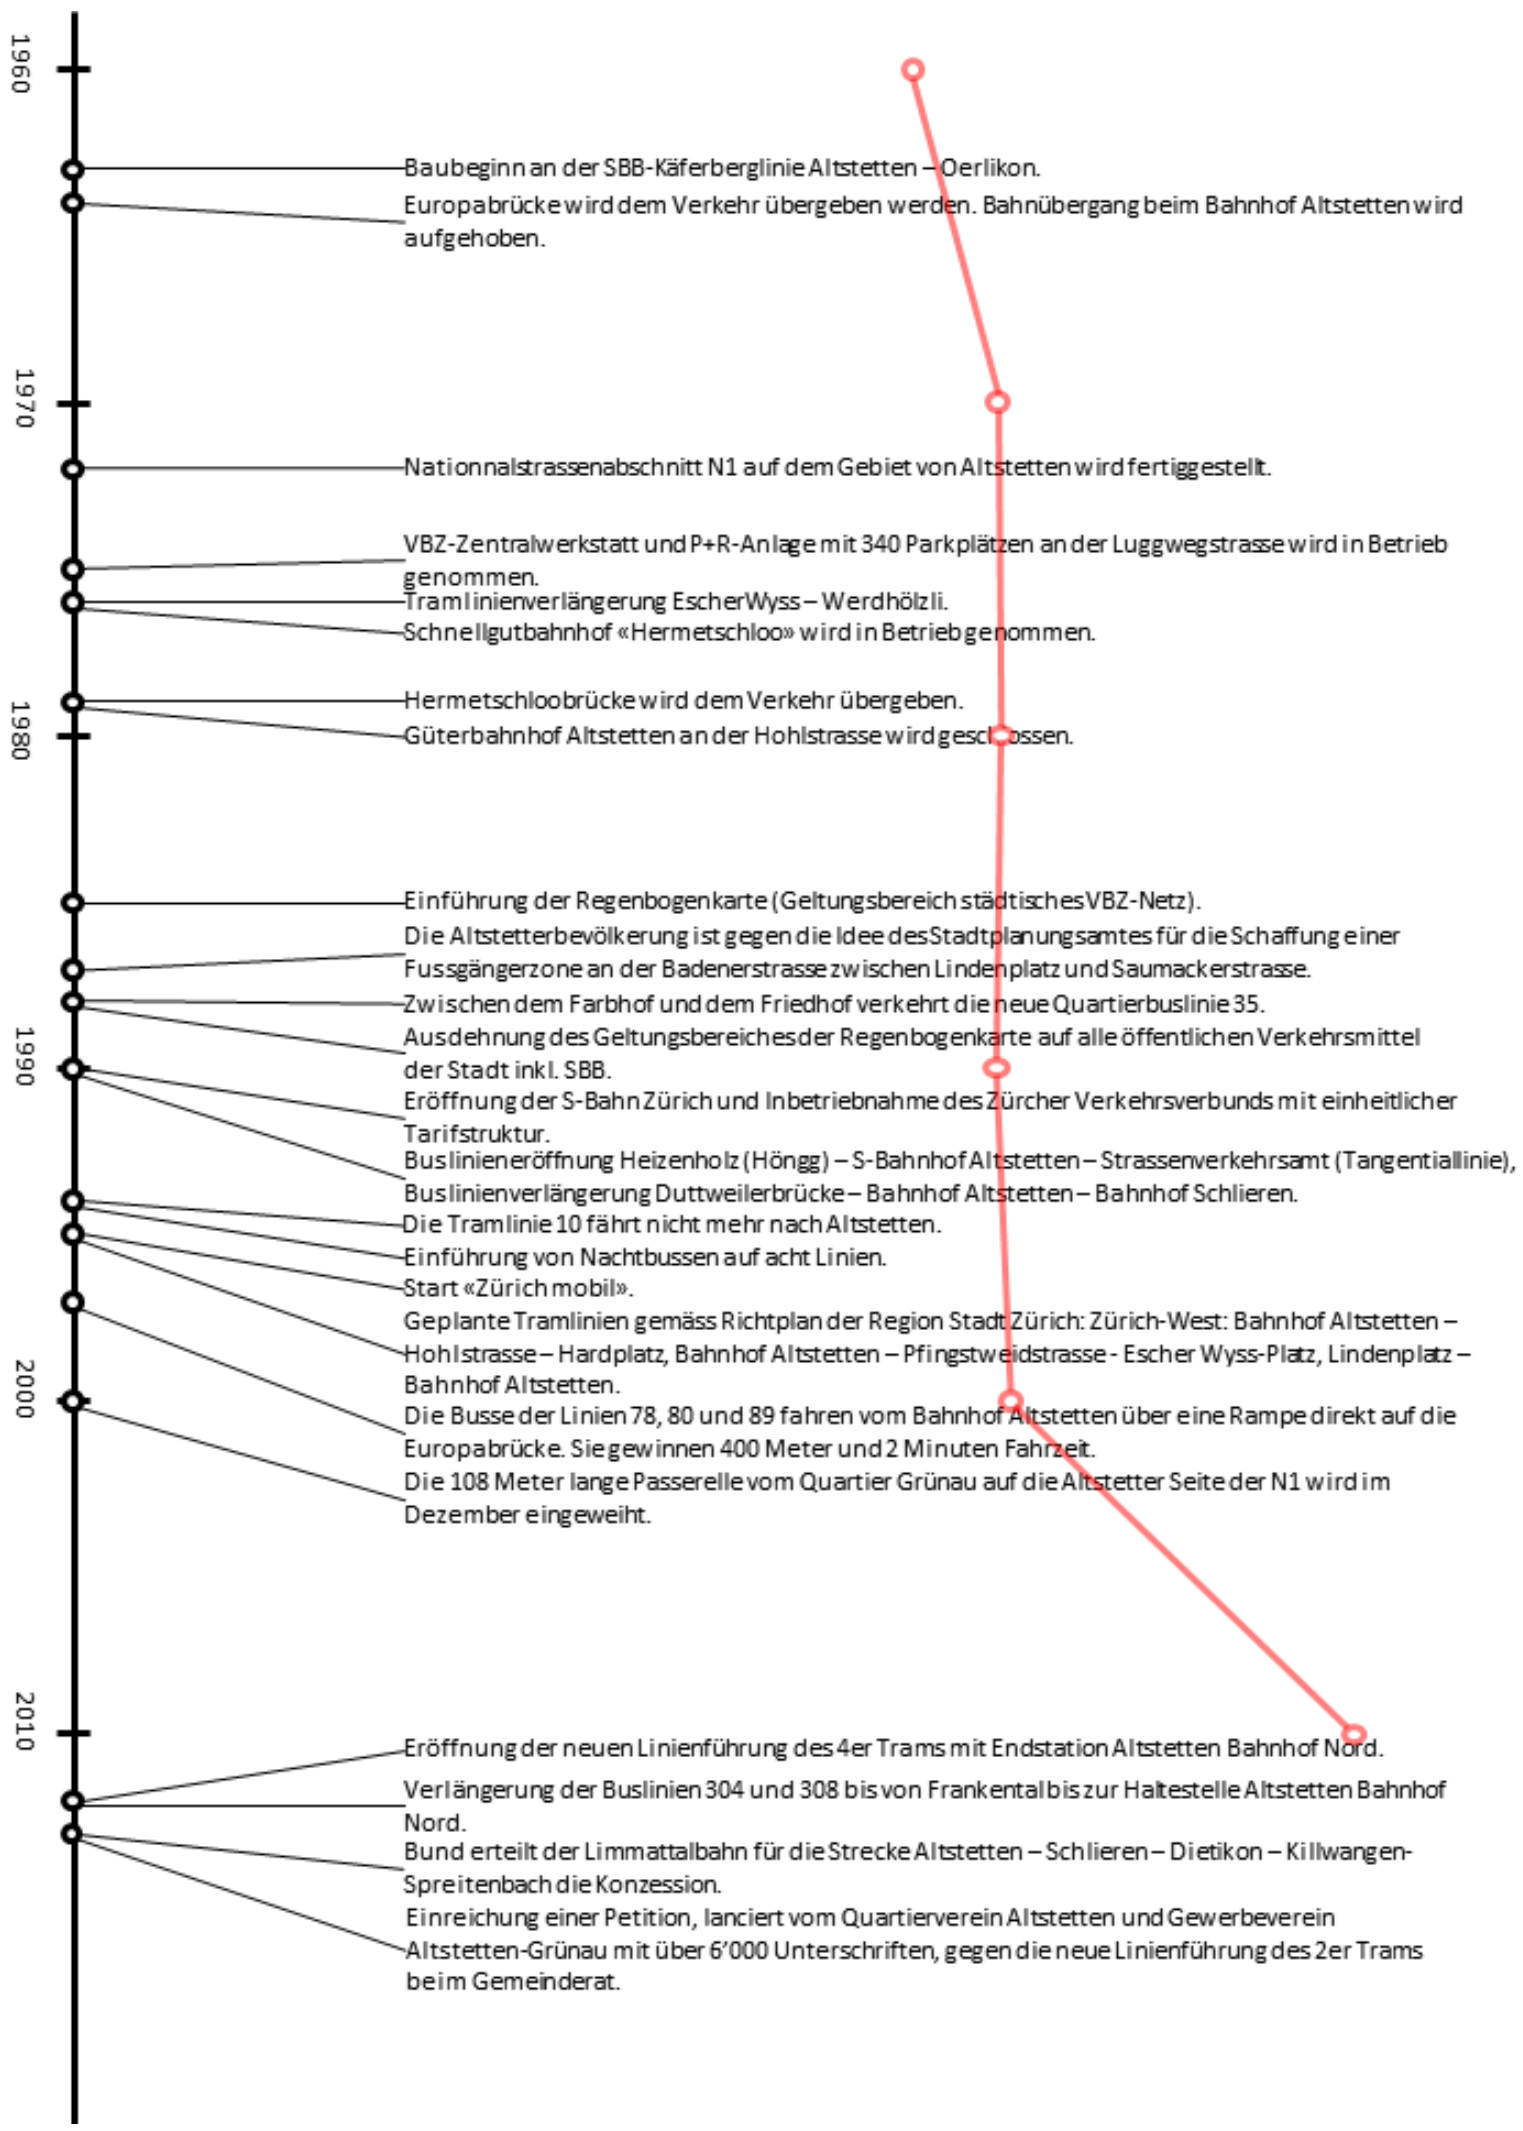 1960
Baubeginn an der SBB-Käferberglinie Altstetten – Oerlikon.
Europabrücke wird dem Verkehr übergeben werden. Bahnübergang beim Bahnhof Altstetten wird
aufgehoben.
1970
Nationnalstrassenabschnitt N1 auf dem Gebiet von Altstetten wird fertiggestellt.
VBZ-Zentralwerkstatt und P+R-Anlage mit 340 Parkplätzen an der Luggwegstrasse wird in Betrieb
genommen.
Tramlinienverlängerung EscherWyss – Werdhölzli.
Schnellgutbahnhof «Hermetschloo» wird in Betrieb genommen.
Hermetschloobrücke wird dem Verkehr übergeben.
1980
Güterbahnhof Altstetten an der Hohlstrasse wird geschlossen.
Einführung der Regenbogenkarte (Geltungsbereich städtisches VBZ-Netz).
Die Altstetterbevölkerung ist gegen die Idee des Stadtplanungsamtes für die Schaffung einer
Fussgängerzone an der Badenerstrasse zwischen Lindenplatz und Saumackerstrasse.
Zwischen dem Farbhof und dem Friedhof verkehrt die neue Quartierbuslinie 35.
Ausdehnung des Geltungsbereiches der Regenbogenkarte auf alle öffentlichen Verkehrsmittel
der Stadt inkl. SBB.
1990
Eröffnung der S-Bahn Zürich und Inbetriebnahme des Zürcher Verkehrsverbunds mit einheitlicher
Tarifstruktur.
Buslinieneröffnung Heizenholz (Höngg) – S-Bahnhof Altstetten – Strassenverkehrsamt (Tangentiallinie),
Buslinienverlängerung Duttweilerbrücke – Bahnhof Altstetten – Bahnhof Schlieren.
Die Tramlinie 10 fährt nicht mehr nach Altstetten.
Einführung von Nachtbussen auf acht Linien.
Start «Zürich mobil».
Geplante Tramlinien gemäss Richtplan der Region Stadt Zürich: Zürich-West: Bahnhof Altstetten –
Hohlstrasse – Hardplatz, Bahnhof Altstetten – Pfingstweidstrasse - Escher Wyss-Platz, Lindenplatz –
Bahnhof Altstetten.
2000
Die Busse der Linien 78, 80 und 89 fahren vom Bahnhof Altstetten über eine Rampe direkt auf die
Europabrücke. Sie gewinnen 400 Meter und 2 Minuten Fahrzeit.
Die 108 Meter lange Passerelle vom Quartier Grünau auf die Altstetter Seite der N1 wird im
Dezember eingeweiht.
2010
Eröffnung der neuen Linienführung des 4er Trams mit Endstation Altstetten Bahnhof Nord.
Verlängerung der Buslinien 304 und 308 bis von Frankental bis zur Haltestelle Altstetten Bahnhof
Nord.
Bund erteilt der Limmattalbahn für die Strecke Altstetten – Schlieren – Dietikon – Killwangen-
Spreitenbach die Konzession.
Einreichung einer Petition, lanciert vom Quartierverein Altstetten und Gewerbeverein
Altstetten-Grünau mit über 6’000 Unterschriften, gegen die neue Linienführung des 2er Trams
beim Gemeinderat.